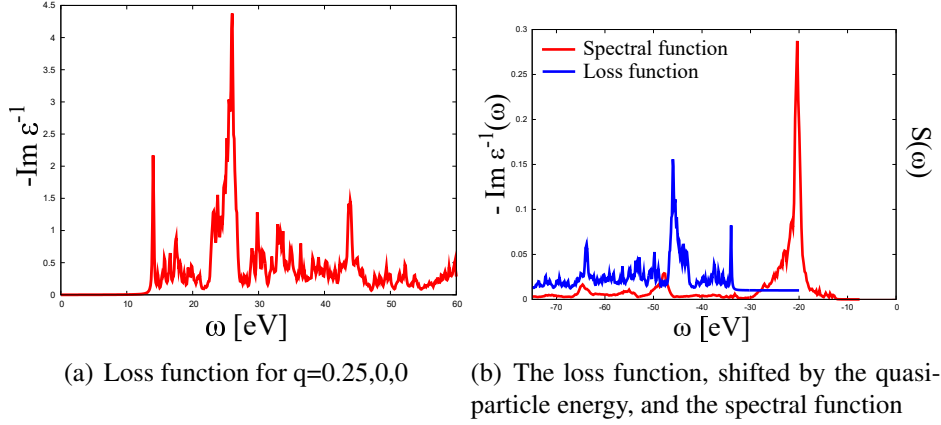 4.5
4
3.5
3
2.5
2
1.5
1
0.5
0
-Im ε⁻¹
0 10 20 30 40 50 60
ω [eV]
(a) Loss function for q=0.25,0,0
0.3
0.25
0.2
0.15
0.1
0.05
0
- Im ε⁻¹(ω)
Spectral function
Loss function
S(ω)
-70 -60 -50 -40 -30 -20 -10 0
ω [eV]
(b) The loss function, shifted by the quasi-
particle energy, and the spectral function